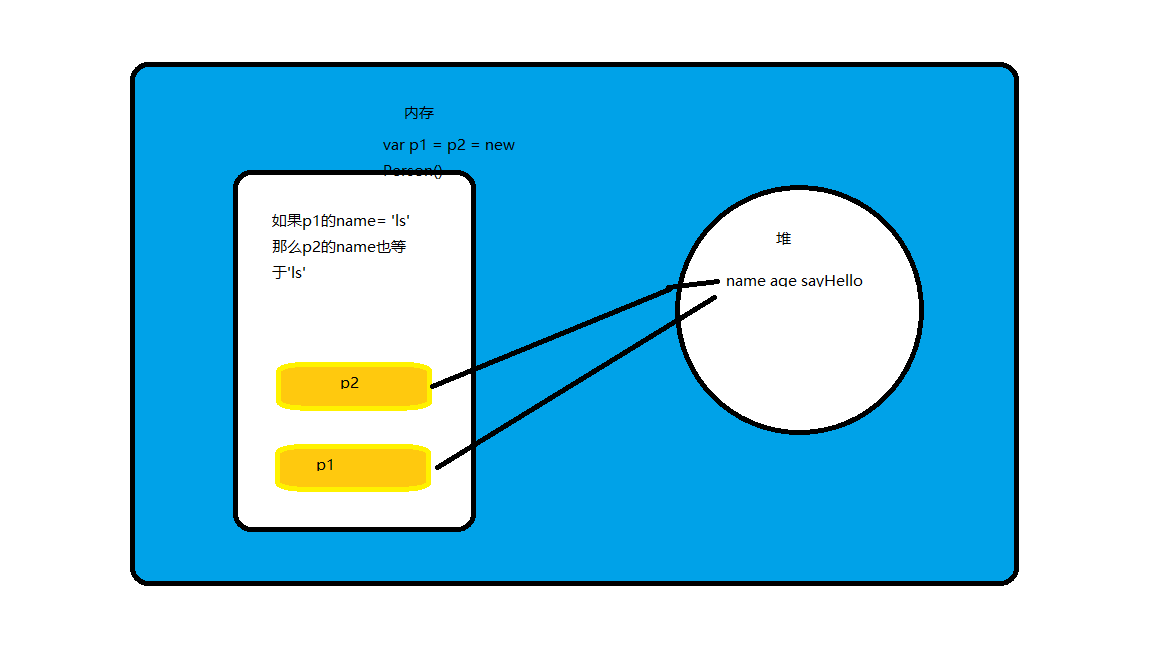 内存
var p1 = p2 = new
Person()
如果p1的name= 'ls'
那么p2的name也等
于'ls'
堆
name age sayHello
p2
p1